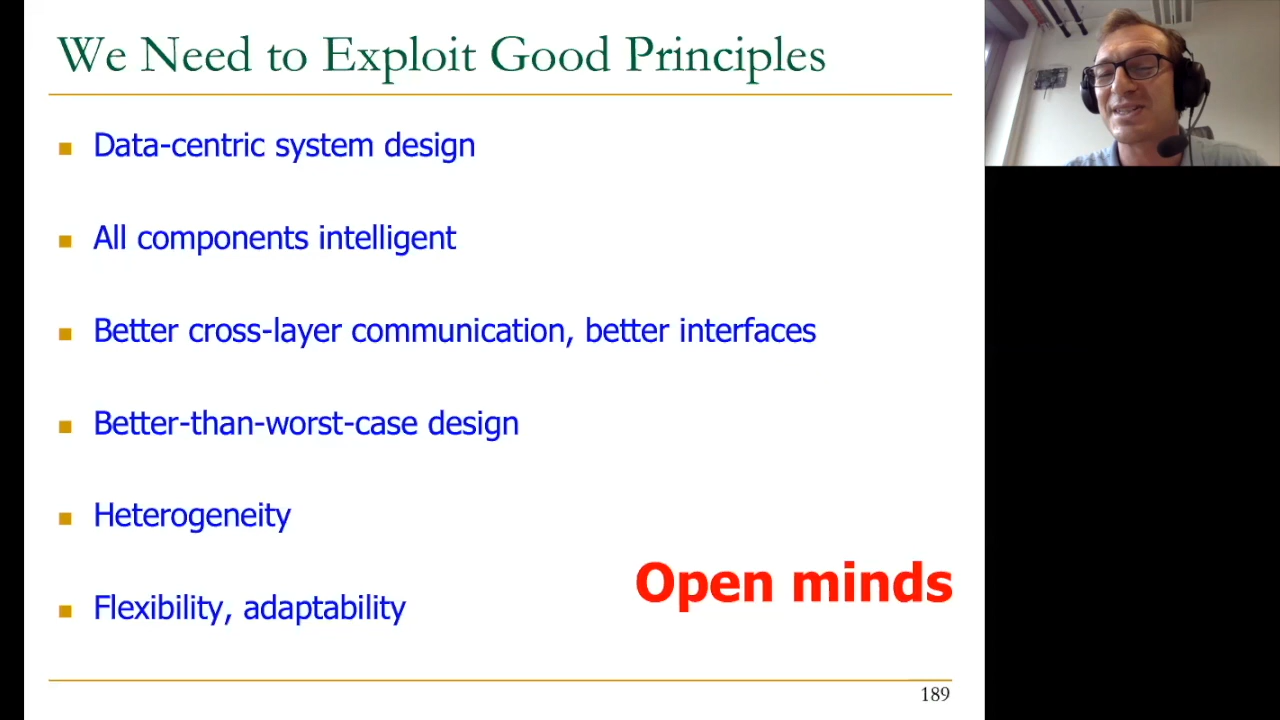 We Need to Exploit Good Principles
Data-centric system design
All components intelligent
Better cross-layer communication, better interfaces
Better-than-worst-case design
Heterogeneity
Open minds
Flexibility, adaptability
189